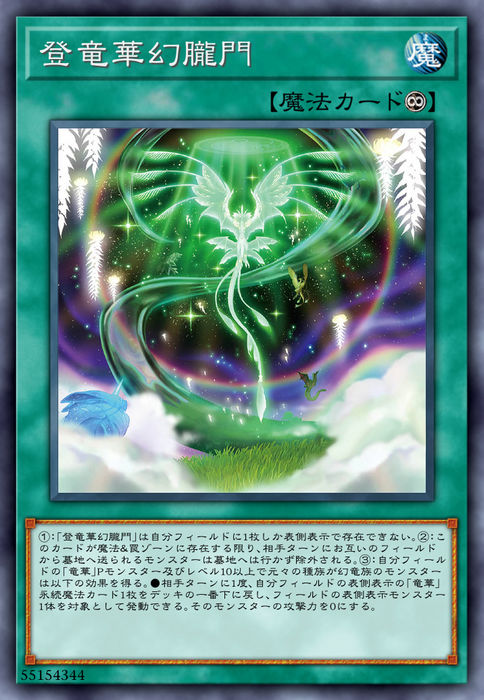 登竜華幻朧門
魔
【魔法カード】
①:「登竜華幻朧門」は自分フィールドに1枚しか表側表示で存在できない。②:こ
のカードが魔法&罠ゾーンに存在する限り、相手ターンにお互いのフィールド
から墓地へ送られるモンスターは墓地へは行かず除外される。③:自分フィール
ドの「竜華」Pモンスター及びレベル10以上で元々の種族が幻竜族のモンスター
は以下の効果を得る。●相手ターンに1度、自分フィールドの表側表示の「竜華」
永続魔法カード1枚をデッキの一番下に戻し、フィールドの表側表示モンスター
1体を対象として発動できる。そのモンスターの攻撃力を0にする。
55154344